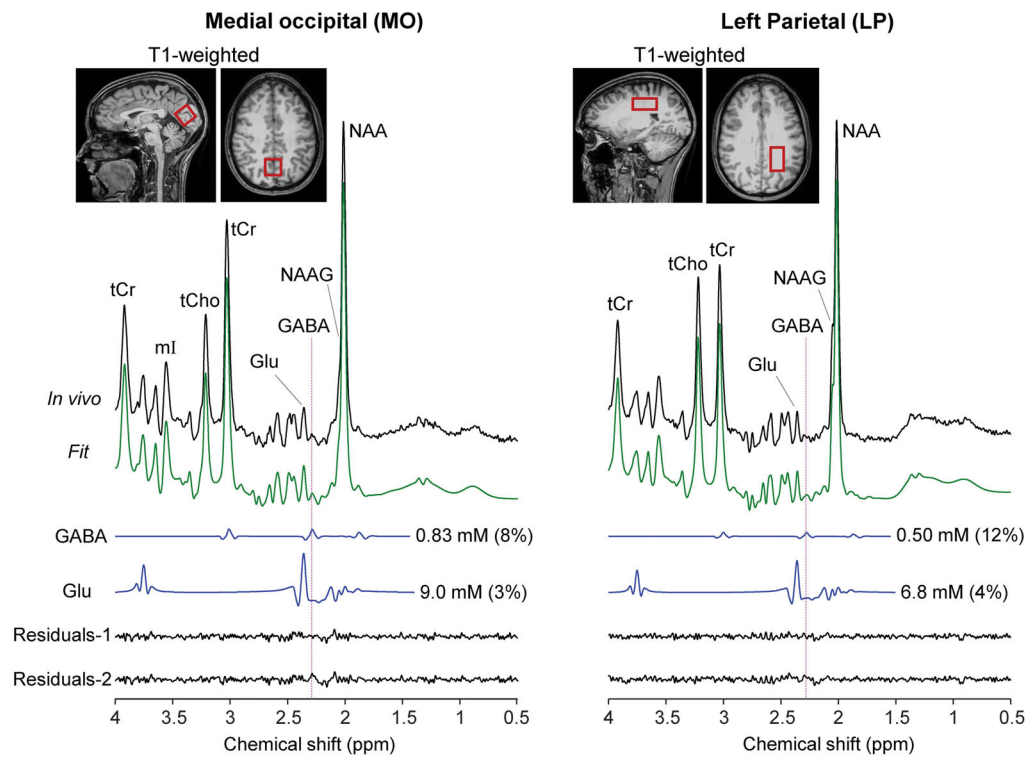 Medial occipital (MO)
T1-weighted
NAA
tCr
tCr
tCho
mI
NAAG
GABA
Glu
In vivo
Fit
GABA
0.83 mM (8%)
Glu
9.0 mM (3%)
Residuals-1
Residuals-2
4 3.5 3 2.5 2 1.5 1 0.5
Chemical shift (ppm)
Left Parietal (LP)
T1-weighted
NAA
tCr
tCho
tCr
NAAG
GABA
Glu
0.50 mM (12%)
6.8 mM (4%)
4 3.5 3 2.5 2 1.5 1 0.5
Chemical shift (ppm)